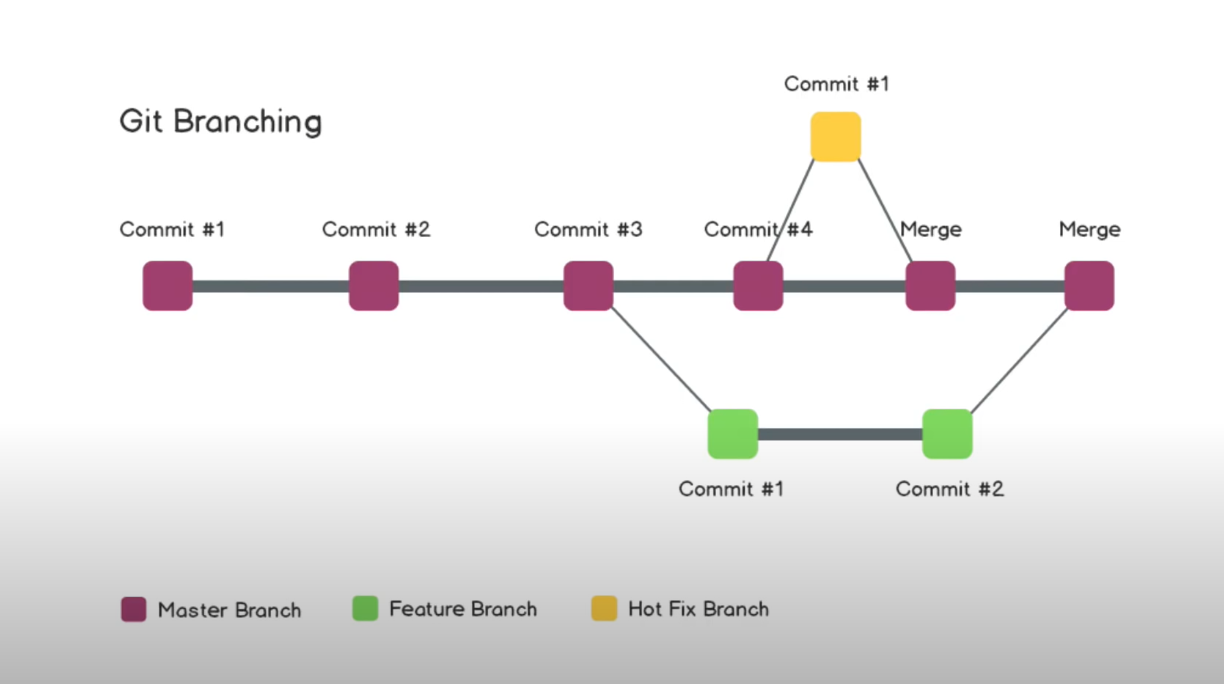 Commit #1
Git Branching
Commit #1
Commit #2
Commit #3
Commit #4
Merge
Merge
Commit #1
Commit #2
Master Branch
Feature Branch
Hot Fix Branch